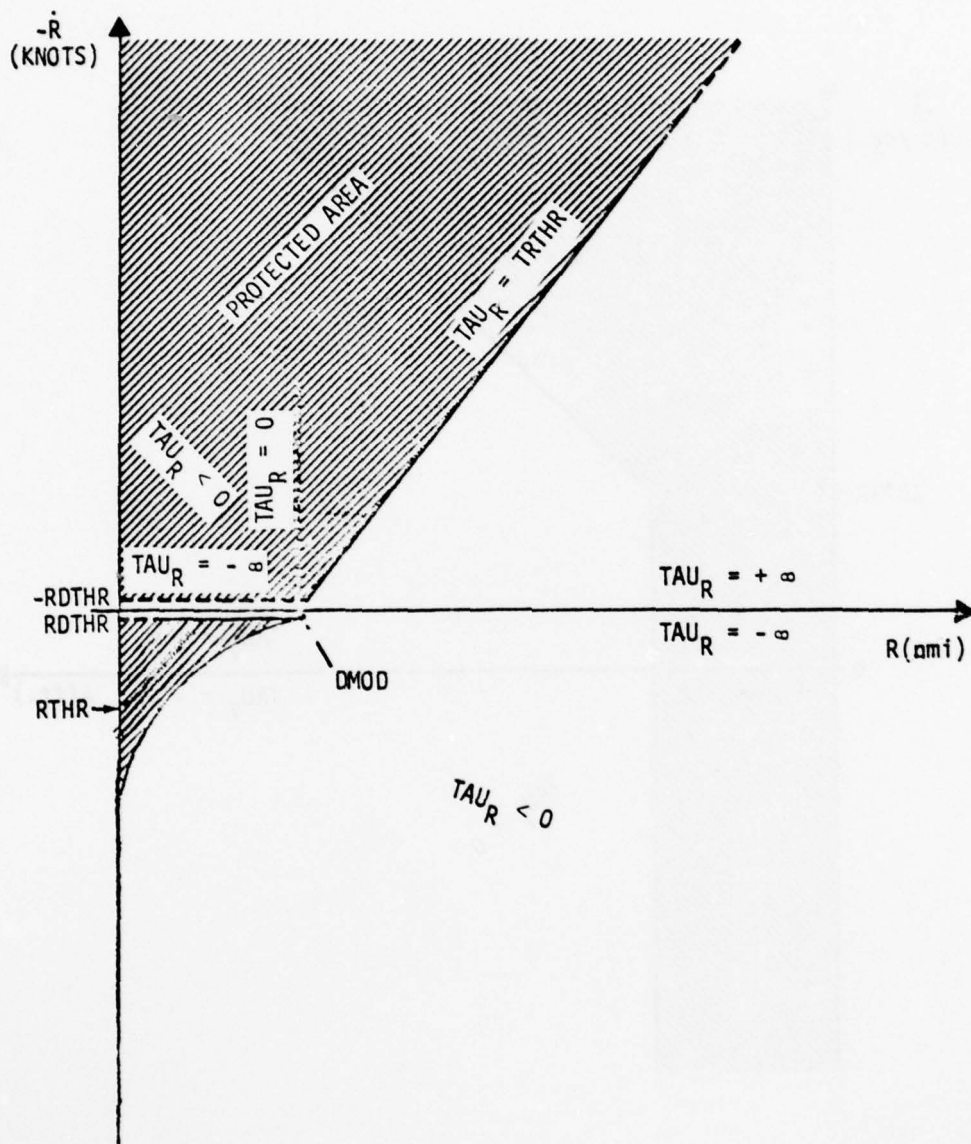 -Ṙ
(KNOTS)
PROTECTED AREA
TAU_R = TRTHR
TAU_R < 0
TAU_R = 0
TAU_R = - ∞
TAU_R = + ∞
-RDTHR
RDTHR
TAU_R = - ∞
R(nmi)
DMOD
RTHR
TAU_R < 0